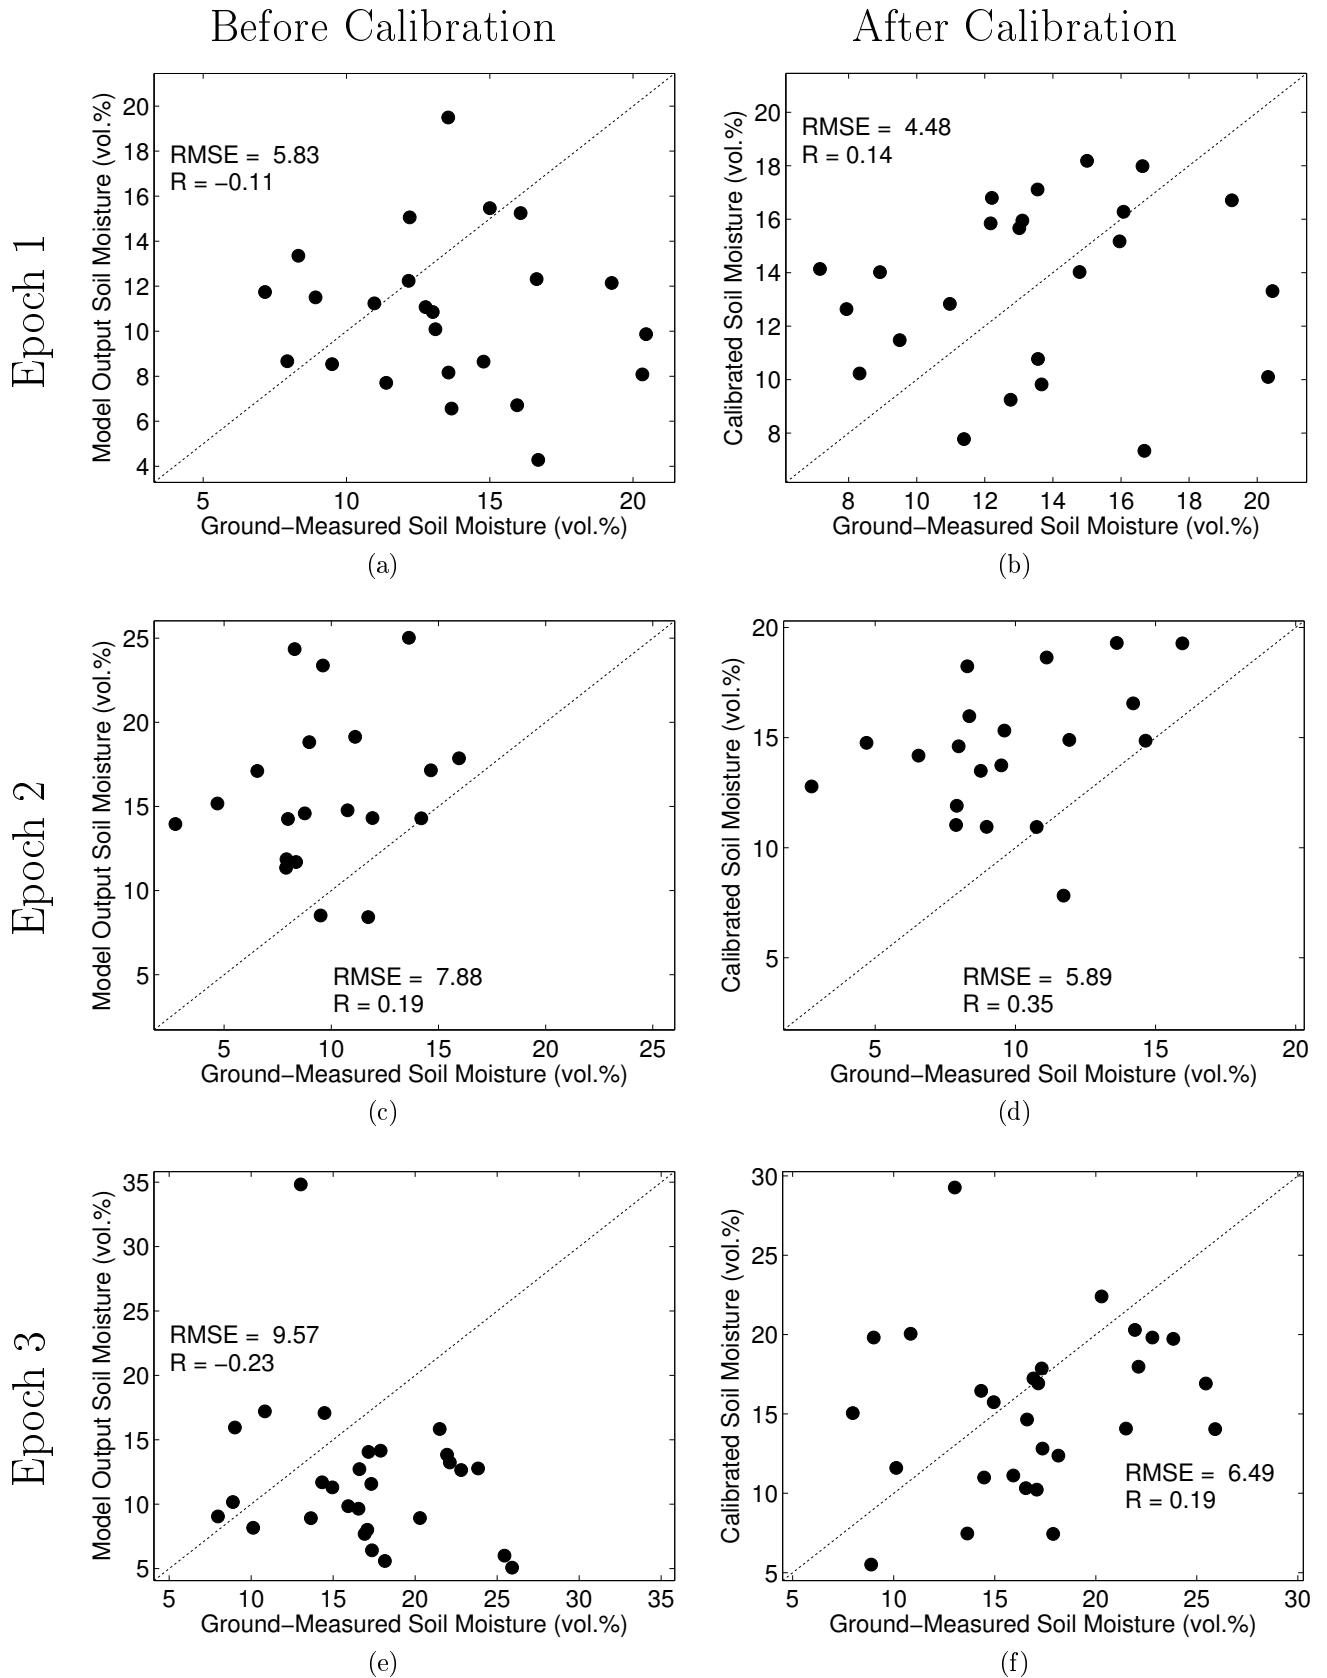 Before Calibration
After Calibration
Epoch 1
Model Output Soil Moisture (vol.%)
20
18
16
14
12
10
8
6
4
RMSE = 5.83
R = −0.11
5 10 15 20
Ground−Measured Soil Moisture (vol.%)
(a)
Calibrated Soil Moisture (vol.%)
20
18
16
14
12
10
8
RMSE = 4.48
R = 0.14
8 10 12 14 16 18 20
Ground−Measured Soil Moisture (vol.%)
(b)
Epoch 2
Model Output Soil Moisture (vol.%)
25
20
15
10
5
RMSE = 7.88
R = 0.19
5 10 15 20 25
Ground−Measured Soil Moisture (vol.%)
(c)
Calibrated Soil Moisture (vol.%)
20
15
10
5
RMSE = 5.89
R = 0.35
5 10 15 20
Ground−Measured Soil Moisture (vol.%)
(d)
Epoch 3
Model Output Soil Moisture (vol.%)
35
30
25
20
15
10
5
RMSE = 9.57
R = −0.23
5 10 15 20 25 30 35
Ground−Measured Soil Moisture (vol.%)
(e)
Calibrated Soil Moisture (vol.%)
30
25
20
15
10
5
RMSE = 6.49
R = 0.19
5 10 15 20 25 30
Ground−Measured Soil Moisture (vol.%)
(f)